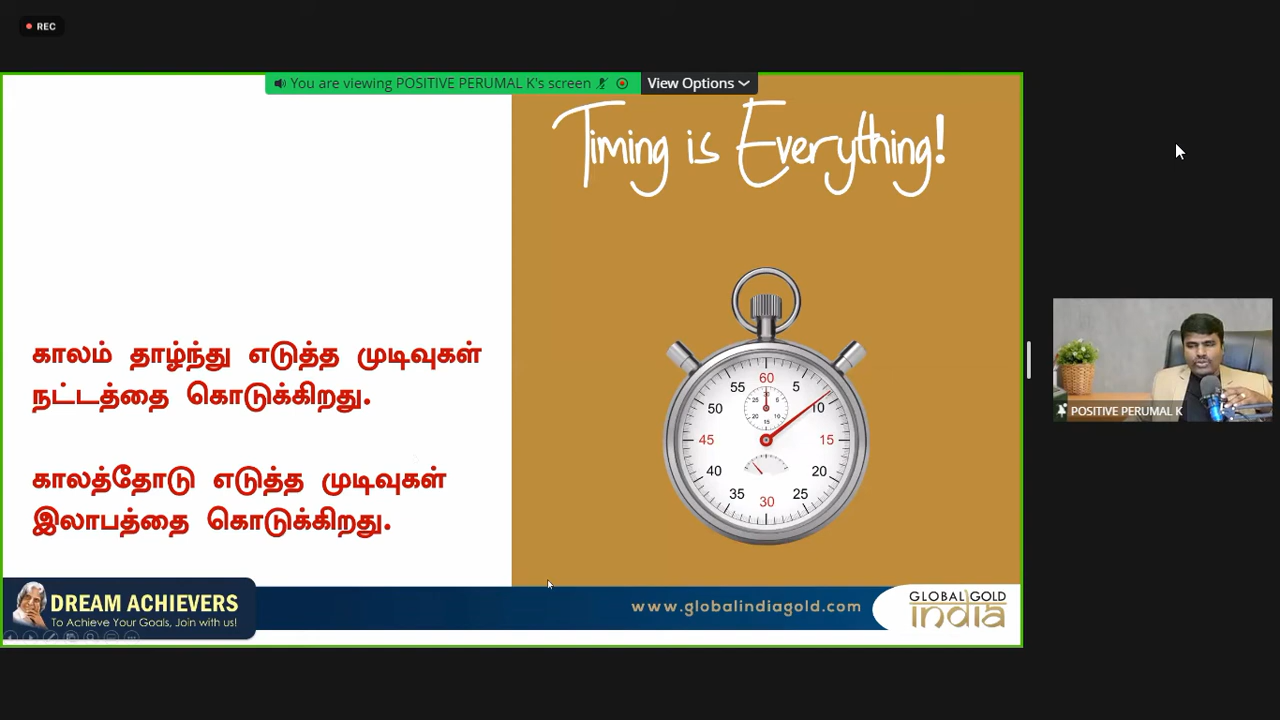 REC
You are viewing POSITIVE PERUMAL K's screen
View Options
Timing is Everything!
காலம் தாழ்ந்து எடுத்த முடிவுகள்
நட்டத்தை கொடுக்கிறது.
காலத்தோடு எடுத்த முடிவுகள்
இலாபத்தை கொடுக்கிறது.
60
55
5
50
10
45
15
40
20
35
25
30
POSITIVE PERUMAL K
DREAM ACHIEVERS
To Achieve Your Goals, Join with us!
www.globalindiagold.com
GLOBAL GOLD
india